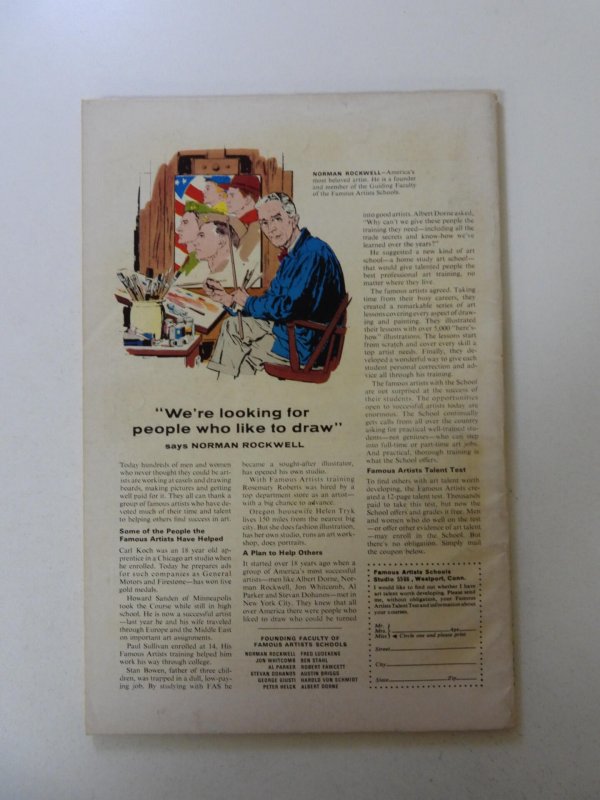 NORMAN ROCKWELL—America's
most beloved artist. He is a founder
and member of the Guiding Faculty
of the Famous Artists Schools.
"We're looking for
people who like to draw"
says NORMAN ROCKWELL
Today hundreds of men and women
who never thought they could be art-
ists are working at easels and drawing
boards, making pictures and getting
well paid for it. They all can thank a
group of famous artists who have de-
voted much of their time and talent
to helping others find success in art.
Some of the People the
Famous Artists Have Helped
Carl Koch was an 18 year old ap-
prentice in a Chicago art studio when
he enrolled. Today he prepares ads
for such companies as General
Motors and Firestone—has won five
gold medals.
Howard Sanden of Minneapolis
took the Course while still in high
school. He is now a successful artist
—last year he and his wife traveled
through Europe and the Middle East
on important art assignments.
Paul Sullivan enrolled at 14. His
Famous Artists training helped him
work his way through college.
Stan Bowen, father of three chil-
dren, was trapped in a dull, low-pay-
ing job. By studying with FAS he
became a sought-after illustrator,
has opened his own studio.
With Famous Artists training
Rosemary Roberts was hired by a
top department store as an artist—
with a big chance to advance.
Oregon housewife Helen Tryk
lives 150 miles from the nearest big
city. But she does fashion illustration,
has her own studio, runs an art work-
shop, does portraits.
A Plan to Help Others
It started over 18 years ago when a
group of America's most successful
artists—men like Albert Dorne, Nor-
man Rockwell, Jon Whitcomb, Al
Parker and Stevan Dohanos—met in
New York City. They knew that all
over America there were people who
liked to draw who could be turned
FOUNDING FACULTY OF
FAMOUS ARTISTS SCHOOLS
NORMAN ROCKWELL FRED LUDEKENS
JON WHITCOMB BEN STAHL
AL PARKER ROBERT FAWCETT
STEVAN DOHANOS AUSTIN BRIGGS
GEORGE GIUSTI HAROLD VON SCHMIDT
PETER HELCK ALBERT DORNE
into good artists. Albert Dorne asked,
"Why can't we give these people the
training they need—including all the
trade secrets and know-how we've
learned over the years?"
He suggested a new kind of art
school—a home study art school—
that would give talented people the
best professional art training, no
matter where they live.
The famous artists agreed. Taking
time from their busy careers, they
created a remarkable series of art
lessons covering every aspect of draw-
ing and painting. They illustrated
their lessons with over 5,000 "here's-
how" illustrations. The lessons start
from scratch and cover every skill a
top artist needs. Finally, they de-
veloped a wonderful way to give each
student personal correction and ad-
vice all through his training.
The famous artists with the School
are not surprised at the success of
their students. The opportunities
open to successful artists today are
enormous. The School continually
gets calls from all over the country
asking for practical well-trained stu-
dents—not geniuses—who can step
into full-time or part-time art jobs.
And practical, thorough training is
what the School offers.
Famous Artists Talent Test
To find others with art talent worth
developing, the Famous Artists cre-
ated a 12-page talent test. Thousands
paid to take this test, but now the
School offers and grades it free. Men
and women who do well on the test
—or offer other evidence of art talent
—may enroll in the School. But
there's no obligation. Simply mail
the coupon below.
Famous Artists Schools
Westport, Conn.
I would like to find out whether I have
art talent worth developing. Please send
me, without obligation, your Famous
Artists Talent Test and information about
your courses.
Mr.
Mrs. Age
Miss Circle one and please print
Street
City
State Zip